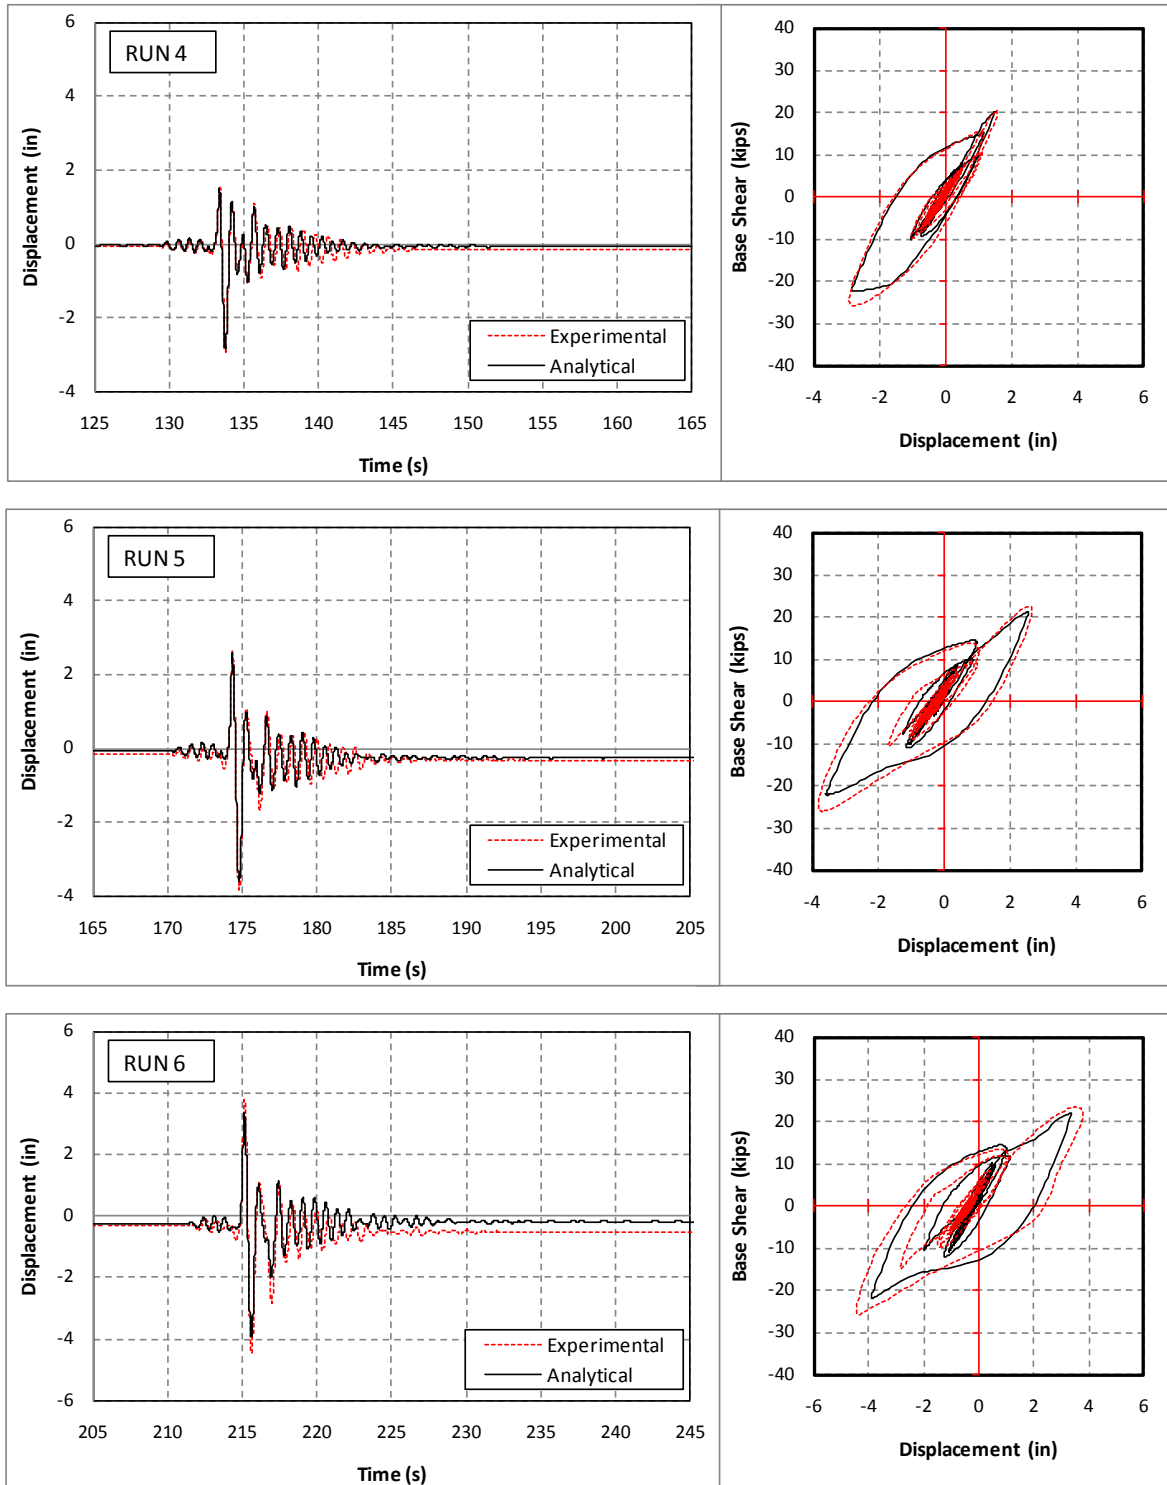 RUN 4
Displacement (in)
6
4
2
0
-2
-4
Experimental
Analytical
125 130 135 140 145 150 155 160 165
Time (s)
Base Shear (kips)
40
30
20
10
0
-10
-20
-30
-40
-4 -2 0 2 4 6
Displacement (in)
RUN 5
Displacement (in)
6
4
2
0
-2
-4
Experimental
Analytical
165 170 175 180 185 190 195 200 205
Time (s)
Base Shear (kips)
40
30
20
10
0
-10
-20
-30
-40
-4 -2 0 2 4 6
Displacement (in)
RUN 6
Displacement (in)
6
4
2
0
-2
-4
-6
Experimental
Analytical
205 210 215 220 225 230 235 240 245
Time (s)
Base Shear (kips)
40
30
20
10
0
-10
-20
-30
-40
-6 -4 -2 0 2 4 6
Displacement (in)